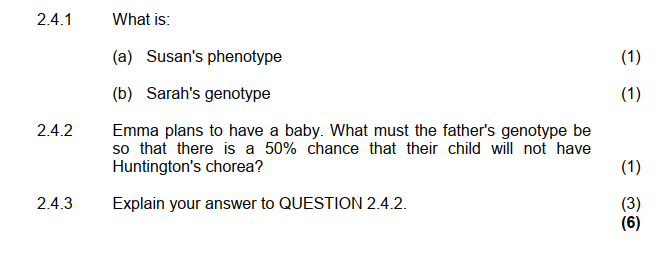 2.4.1 What is:
(a) Susan's phenotype (1)
(b) Sarah's genotype (1)
2.4.2 Emma plans to have a baby. What must the father's genotype be
so that there is a 50% chance that their child will not have
Huntington's chorea? (1)
2.4.3 Explain your answer to QUESTION 2.4.2. (3)
(6)